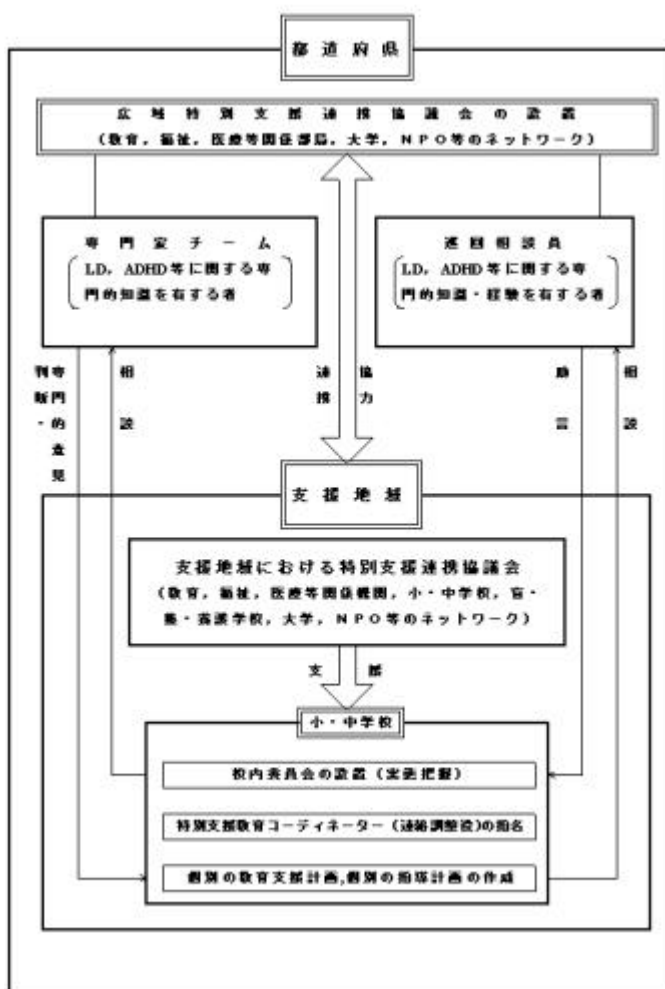 都道府県
広域特別支援連携協議会の設置
(教育，福祉，医療等関係部局，大学，ＮＰＯ等のネットワーク)
専門家チーム
LD，ADHD等に関する専
門的知識を有する者
巡回相談員
LD，ADHD等に関する専
門的知識・経験を有する者
専門的意見
判断・
相談
連携
協力
助言
相談
支援地域
支援地域における特別支援連携協議会
(教育，福祉，医療等関係機関，小・中学校，盲・
聾・養護学校，大学，ＮＰＯ等のネットワーク)
支援
小・中学校
校内委員会の設置（実態把握）
特別支援教育コーディネーター（連絡調整役)の指名
個別の教育支援計画,個別の指導計画の作成